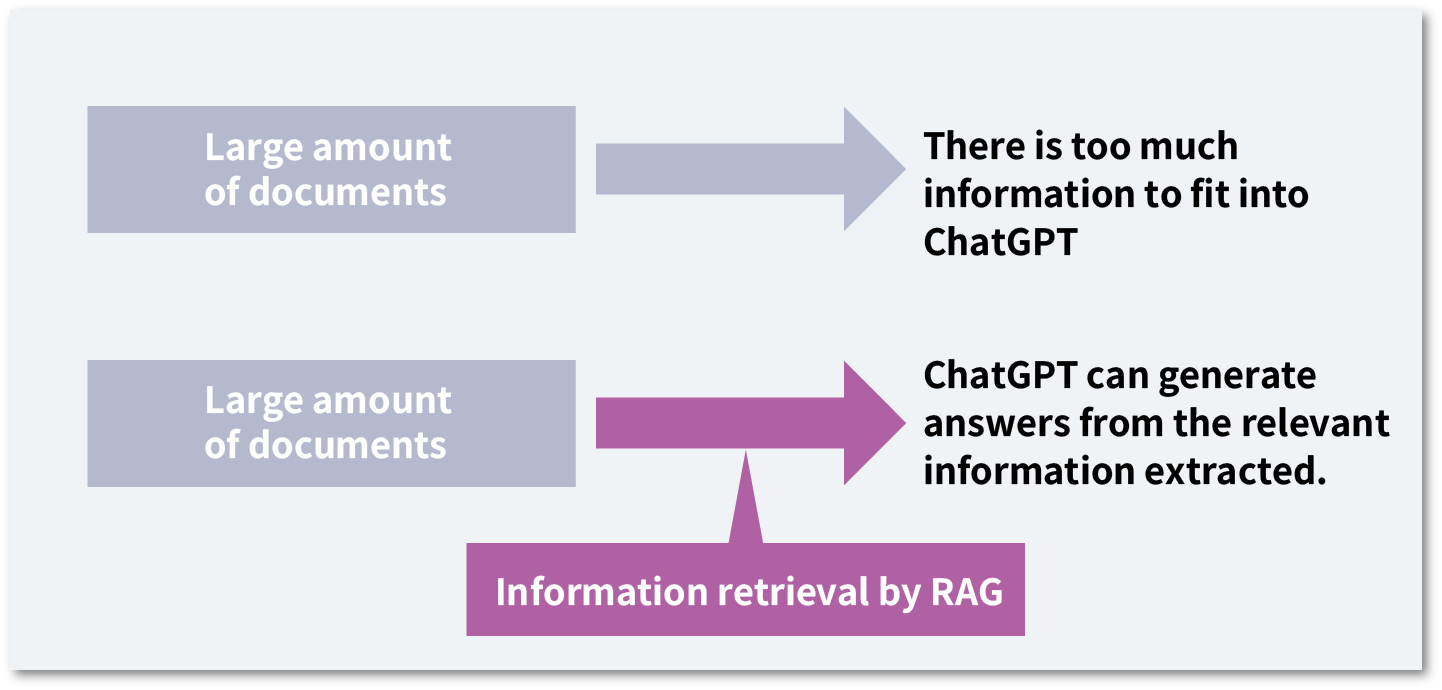 Large amount
of documents
There is too much
information to fit into
ChatGPT
Large amount
of documents
ChatGPT can generate
answers from the relevant
information extracted.
Information retrieval by RAG